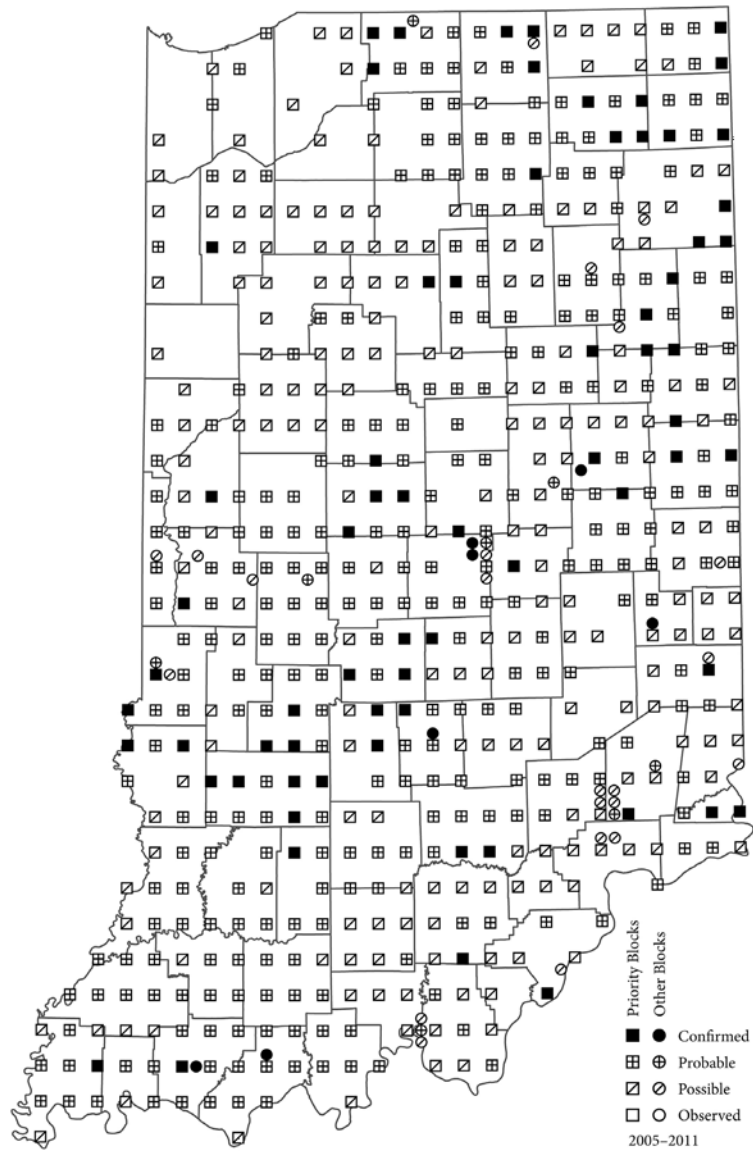 Priority Blocks
Other Blocks
Confirmed
Probable
Possible
Observed
2005–2011